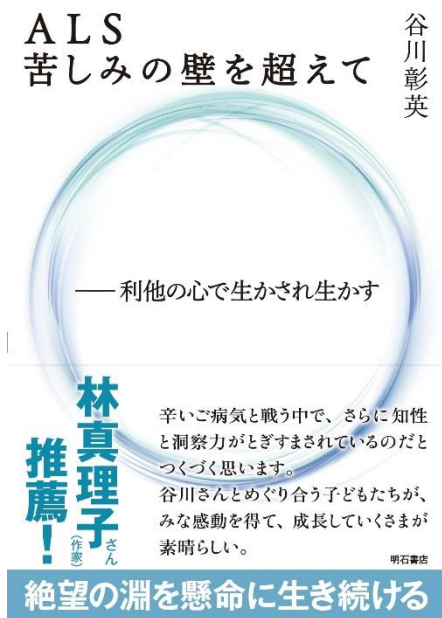 ALS
苦しみの壁を超えて
谷川彰英
──利他の心で生かされ生かす
林真理子さん
(作家)
推薦！
辛いご病気と戦う中で、さらに知性
と洞察力がとぎすまされているのだと
つくづく思います。
谷川さんとめぐり合う子どもたちが、
みな感動を得て、成長していくさまが
素晴らしい。
明石書店
絶望の淵を懸命に生き続ける